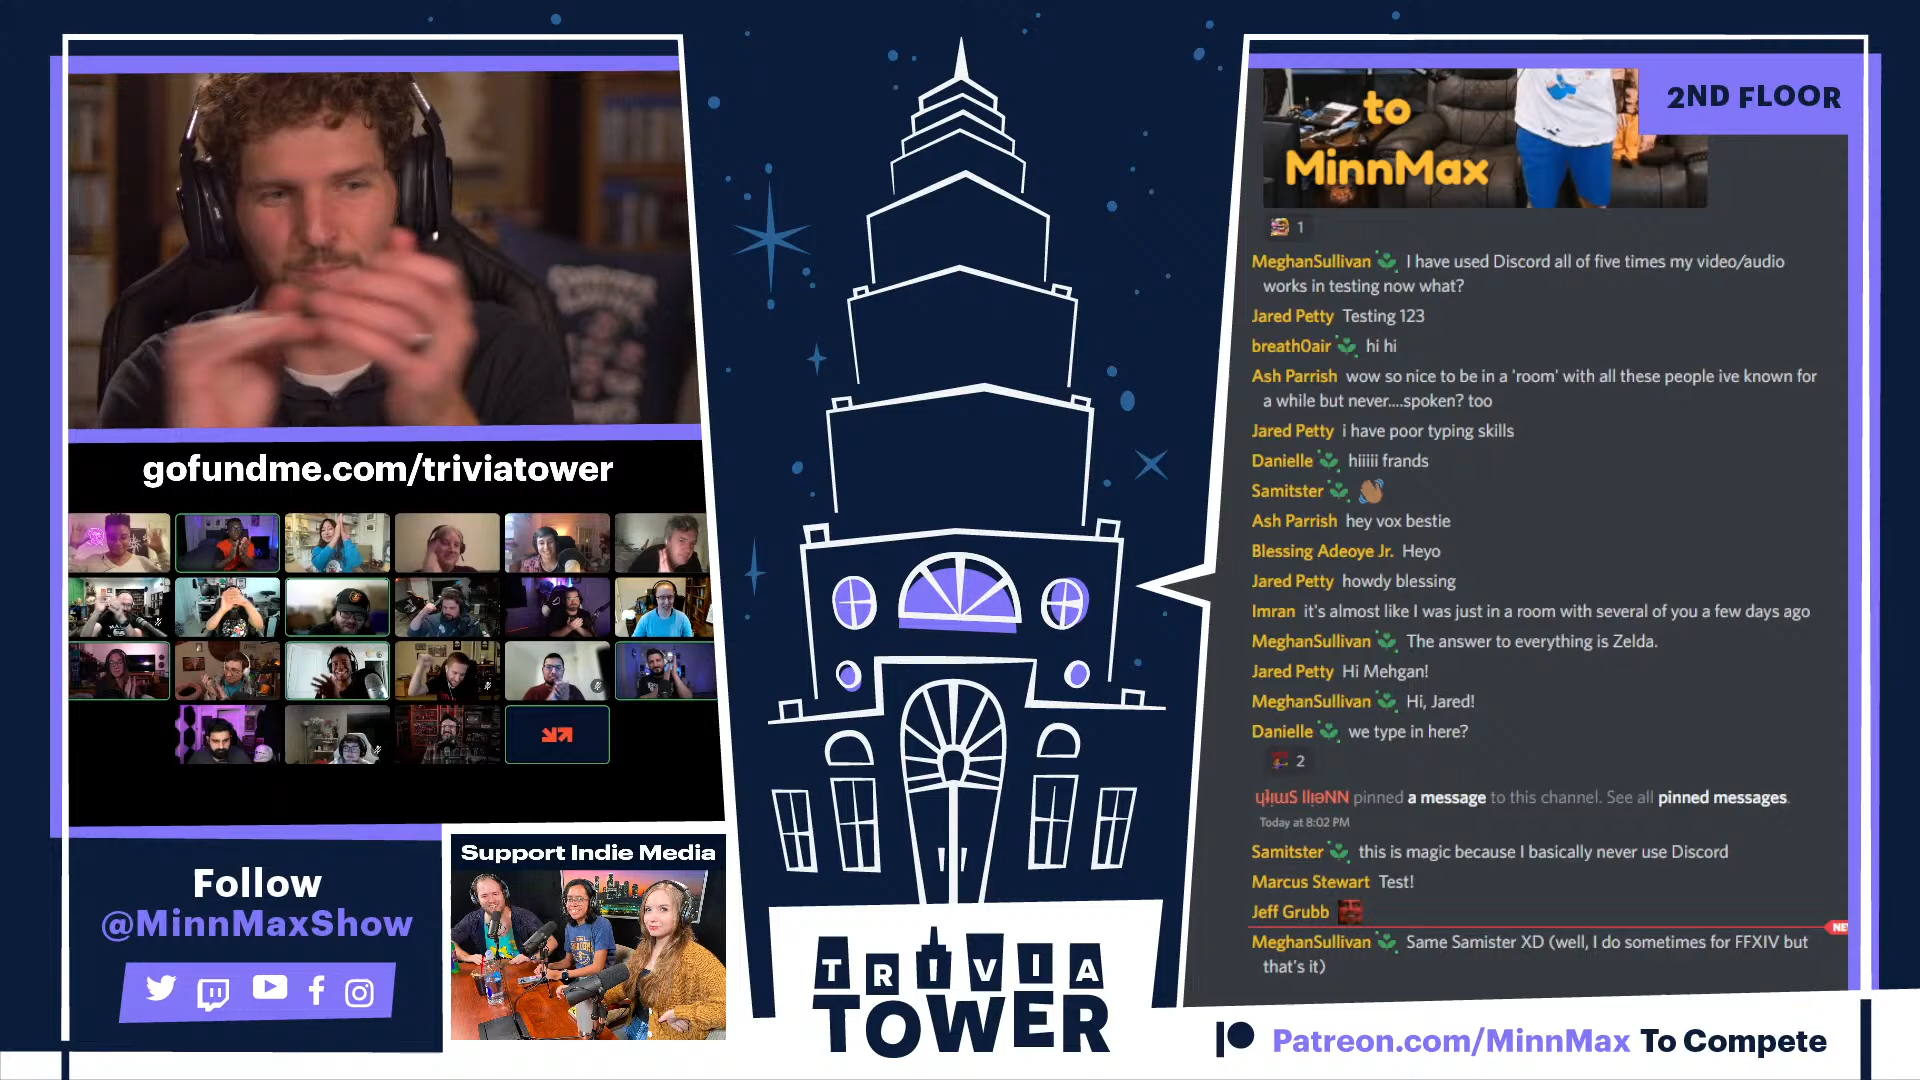 gofundme.com/triviatower
Follow
@MinnMaxShow
Support Indie Media
TRIVIA
TOWER
2ND FLOOR
to
MinnMax
1
MeghanSullivan I have used Discord all of five times my video/audio
works in testing now what?
Jared Petty Testing 123
breath0air hi hi
Ash Parrish wow so nice to be in a 'room' with all these people ive known for
a while but never....spoken? too
Jared Petty i have poor typing skills
Danielle hiiiii frands
Samitster
Ash Parrish hey vox bestie
Blessing Adeoye Jr. Heyo
Jared Petty howdy blessing
Imran it's almost like I was just in a room with several of you a few days ago
MeghanSullivan The answer to everything is Zelda.
Jared Petty Hi Mehgan!
MeghanSullivan Hi, Jared!
Danielle we type in here?
2
pinned a message to this channel. See all pinned messages.
Today at 8:02 PM
Samitster this is magic because I basically never use Discord
Marcus Stewart Test!
Jeff Grubb
MeghanSullivan Same Samister XD (well, I do sometimes for FFXIV but
that's it)
Patreon.com/MinnMax To Compete